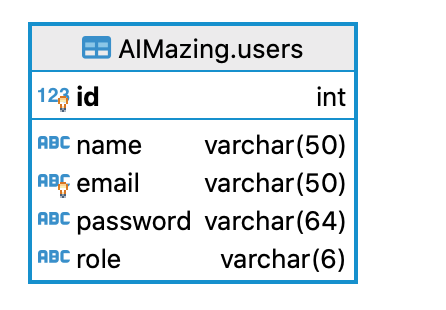 AIMazing.users
123 id int
ABC name varchar(50)
ABC email varchar(50)
ABC password varchar(64)
ABC role varchar(6)